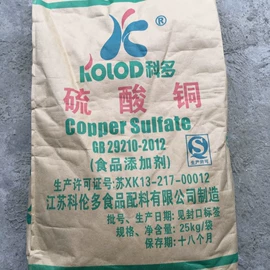 ®
KOLOD科多
硫酸铜
Copper Sulfate
GB 29210-2012
(食品添加剂)
生产许可证号:苏XK13-217-00012
江苏科伦多食品配料有限公司制造
批号、生产日期:见封口标签
规格、净含量:25kg/袋
保存期:十八个月